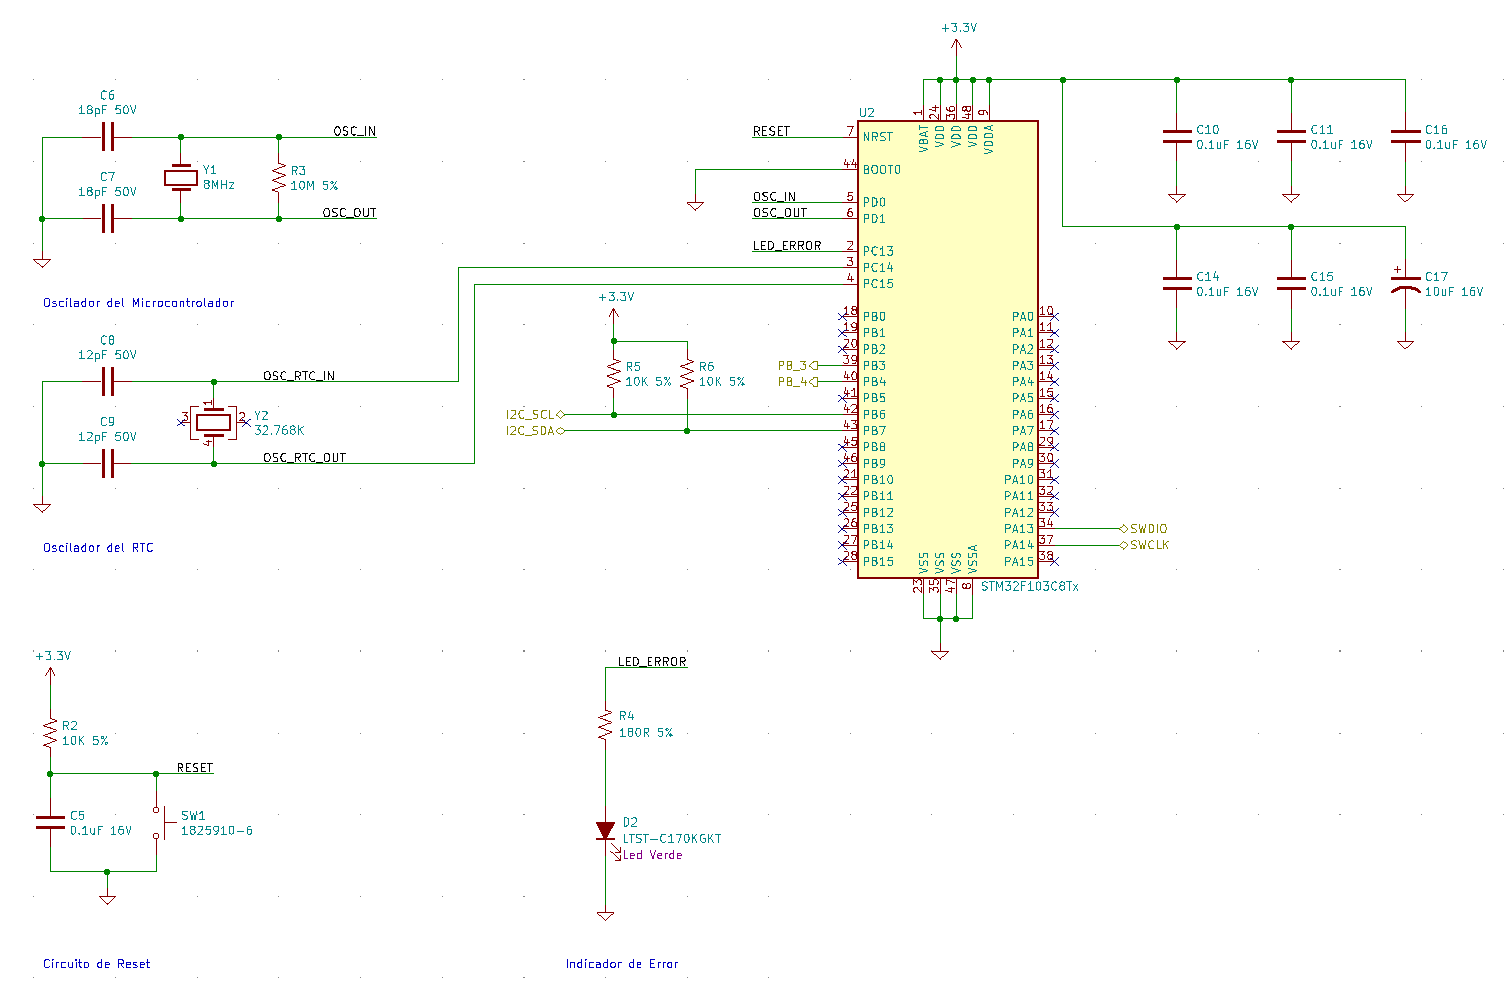 +3.3V
C6
18pF 50V
OSC_IN
Y1
8MHz
R3
10M 5%
C7
18pF 50V
OSC_OUT
Oscilador del Microcontrolador
C8
12pF 50V
OSC_RTC_IN
1
3
2
4
Y2
32.768K
C9
12pF 50V
OSC_RTC_OUT
Oscilador del RTC
U2
1
24
36
48
9
VBAT
VDD
VDD
VDD
VDDA
RESET
7
NRST
44
BOOT0
OSC_IN
5
PD0
OSC_OUT
6
PD1
LED_ERROR
2
PC13
3
PC14
4
PC15
18
PB0
19
PB1
20
PB2
PB_3
39
PB3
PB_4
40
PB4
41
PB5
I2C_SCL
42
PB6
I2C_SDA
43
PB7
45
PB8
46
PB9
21
PB10
22
PB11
25
PB12
26
PB13
27
PB14
28
PB15
+3.3V
R5
10K 5%
R6
10K 5%
PA0
10
PA1
11
PA2
12
PA3
13
PA4
14
PA5
15
PA6
16
PA7
17
PA8
29
PA9
30
PA10
31
PA11
32
PA12
33
PA13
34
SWDIO
PA14
37
SWCLK
PA15
38
VSS
VSS
VSS
VSSA
23
35
47
8
STM32F103C8Tx
C10
0.1uF 16V
C11
0.1uF 16V
C16
0.1uF 16V
C14
0.1uF 16V
C15
0.1uF 16V
+
C17
10uF 16V
+3.3V
R2
10K 5%
RESET
C5
0.1uF 16V
SW1
1825910-6
Circuito de Reset
LED_ERROR
R4
180R 5%
D2
LTST-C170KGKT
Led Verde
Indicador de Error